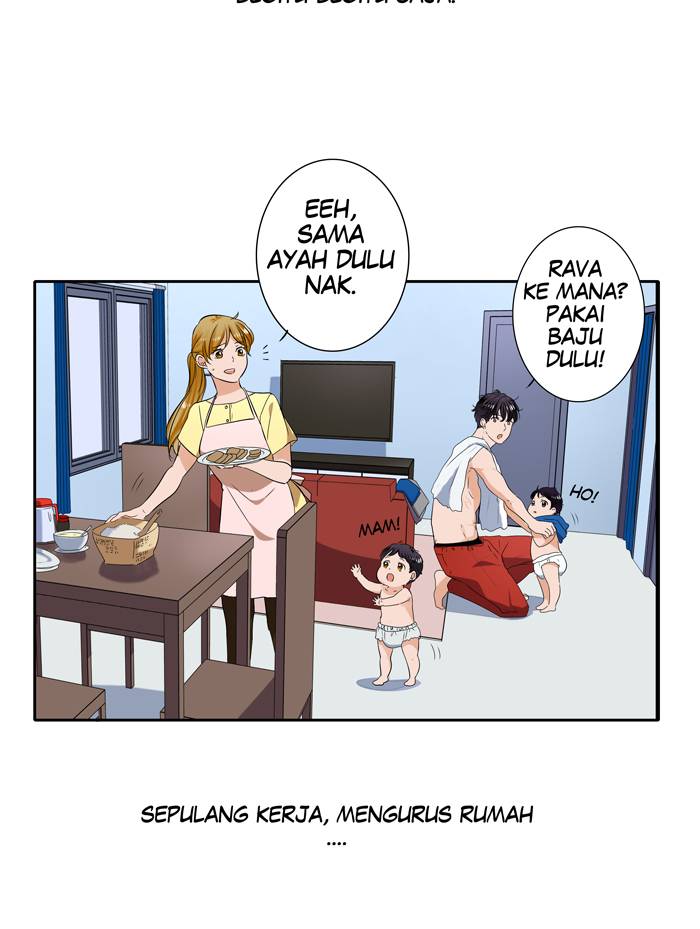 EEH,
SAMA
AYAH DULU
NAK.
RAVA
KE MANA?
PAKAI
BAJU
DULU!
MAM!
HO!
SEPULANG KERJA, MENGURUS RUMAH
....